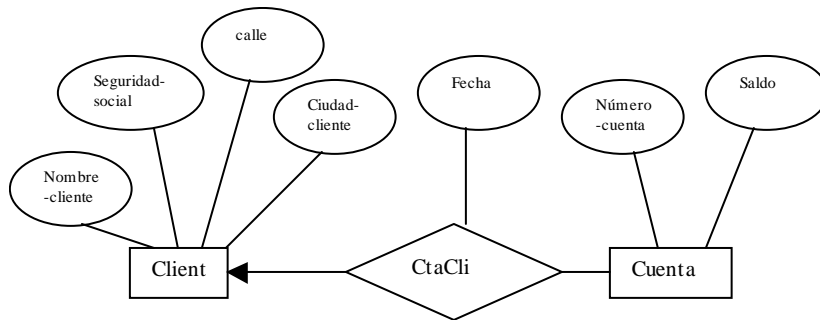 calle
Seguridad-
social
Fecha
Saldo
Ciudad-
cliente
Número
-cuenta
Nombre
-cliente
Client
CtaCli
Cuenta